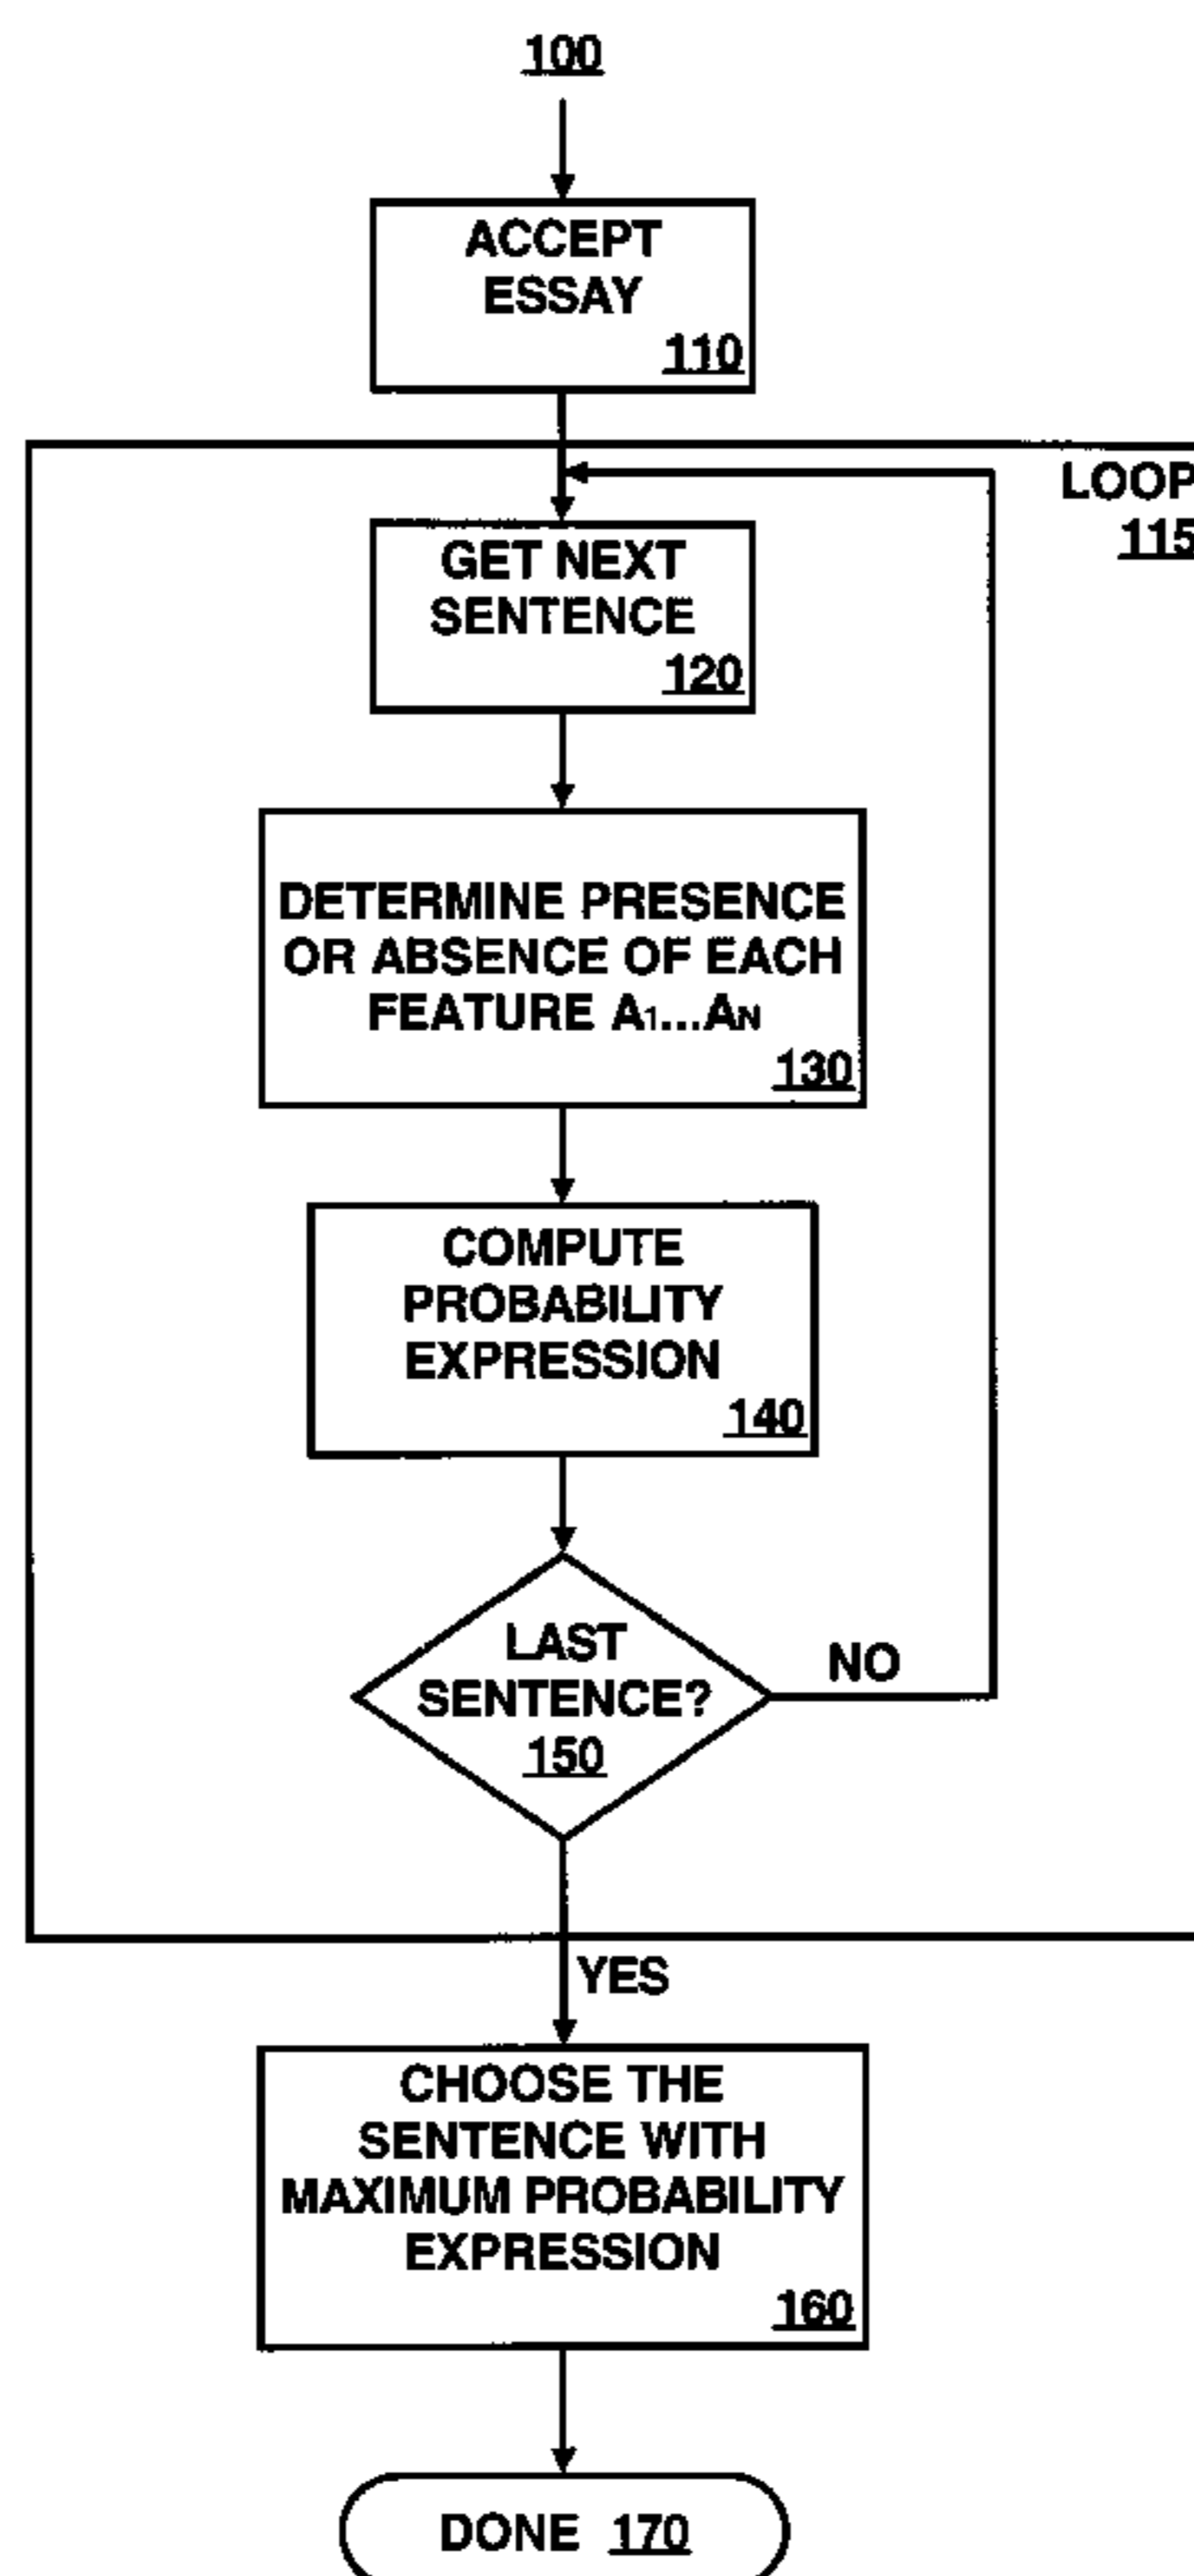 100
ACCEPT
ESSAY
110
LOOP
115
GET NEXT
SENTENCE
120
DETERMINE PRESENCE
OR ABSENCE OF EACH
FEATURE A1...AN
130
COMPUTE
PROBABILITY
EXPRESSION
140
LAST
SENTENCE?
150
NO
YES
CHOOSE THE
SENTENCE WITH
MAXIMUM PROBABILITY
EXPRESSION
160
DONE 170